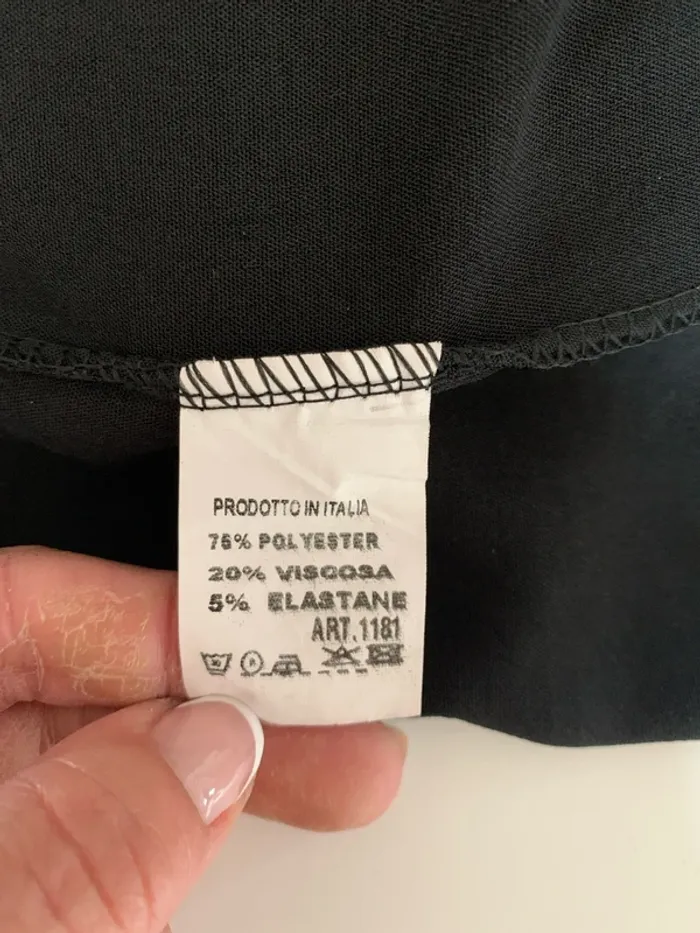 PRODOTTO IN ITALIA
75% POLYESTER
20% VISCOSA
5% ELASTANE
ART.1181